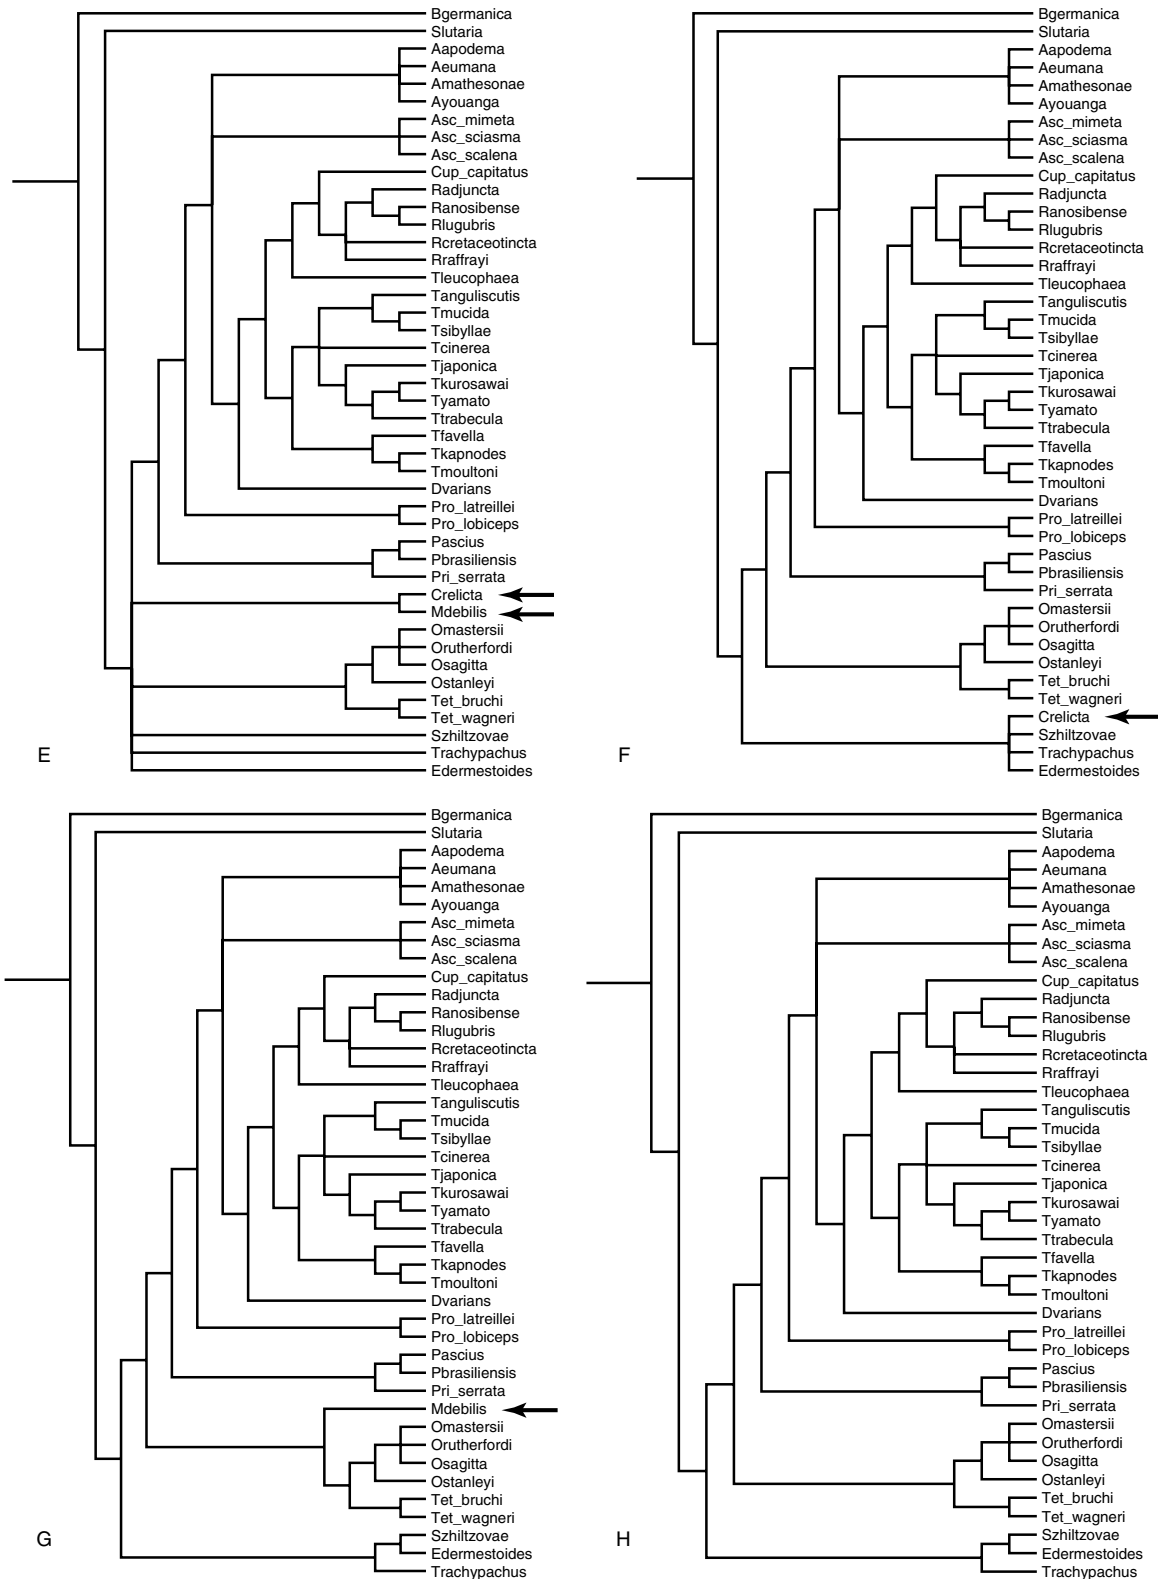 Bgermanica
Slutaria
Aapodema
Aeumana
Amathesonae
Ayouanga
Asc_mimeta
Asc_sciasma
Asc_scalena
Cup_capitatus
Radjuncta
Ranosibense
Rlugubris
Rcretaceotincta
Rraffrayi
Tleucophaea
Tanguliscutis
Tmucida
Tsibyllae
Tcinerea
Tjaponica
Tkurosawai
Tyamato
Ttrabecula
Tfavella
Tkapnodes
Tmoultoni
Dvarians
Pro_latreillei
Pro_lobiceps
Pascius
Pbrasiliensis
Pri_serrata
Crelicta
Mdebilis
Omastersii
Orutherfordi
Osagitta
Ostanleyi
Tet_bruchi
Tet_wagneri
Szhiltzovae
Trachypachus
Edermestoides
E
Bgermanica
Slutaria
Aapodema
Aeumana
Amathesonae
Ayouanga
Asc_mimeta
Asc_sciasma
Asc_scalena
Cup_capitatus
Radjuncta
Ranosibense
Rlugubris
Rcretaceotincta
Rraffrayi
Tleucophaea
Tanguliscutis
Tmucida
Tsibyllae
Tcinerea
Tjaponica
Tkurosawai
Tyamato
Ttrabecula
Tfavella
Tkapnodes
Tmoultoni
Dvarians
Pro_latreillei
Pro_lobiceps
Pascius
Pbrasiliensis
Pri_serrata
Omastersii
Orutherfordi
Osagitta
Ostanleyi
Tet_bruchi
Tet_wagneri
Crelicta
Szhiltzovae
Trachypachus
Edermestoides
F
Bgermanica
Slutaria
Aapodema
Aeumana
Amathesonae
Ayouanga
Asc_mimeta
Asc_sciasma
Asc_scalena
Cup_capitatus
Radjuncta
Ranosibense
Rlugubris
Rcretaceotincta
Rraffrayi
Tleucophaea
Tanguliscutis
Tmucida
Tsibyllae
Tcinerea
Tjaponica
Tkurosawai
Tyamato
Ttrabecula
Tfavella
Tkapnodes
Tmoultoni
Dvarians
Pro_latreillei
Pro_lobiceps
Pascius
Pbrasiliensis
Pri_serrata
Mdebilis
Omastersii
Orutherfordi
Osagitta
Ostanleyi
Tet_bruchi
Tet_wagneri
Szhiltzovae
Edermestoides
Trachypachus
G
Bgermanica
Slutaria
Aapodema
Aeumana
Amathesonae
Ayouanga
Asc_mimeta
Asc_sciasma
Asc_scalena
Cup_capitatus
Radjuncta
Ranosibense
Rlugubris
Rcretaceotincta
Rraffrayi
Tleucophaea
Tanguliscutis
Tmucida
Tsibyllae
Tcinerea
Tjaponica
Tkurosawai
Tyamato
Ttrabecula
Tfavella
Tkapnodes
Tmoultoni
Dvarians
Pro_latreillei
Pro_lobiceps
Pascius
Pbrasiliensis
Pri_serrata
Omastersii
Orutherfordi
Osagitta
Ostanleyi
Tet_bruchi
Tet_wagneri
Szhiltzovae
Edermestoides
Trachypachus
H